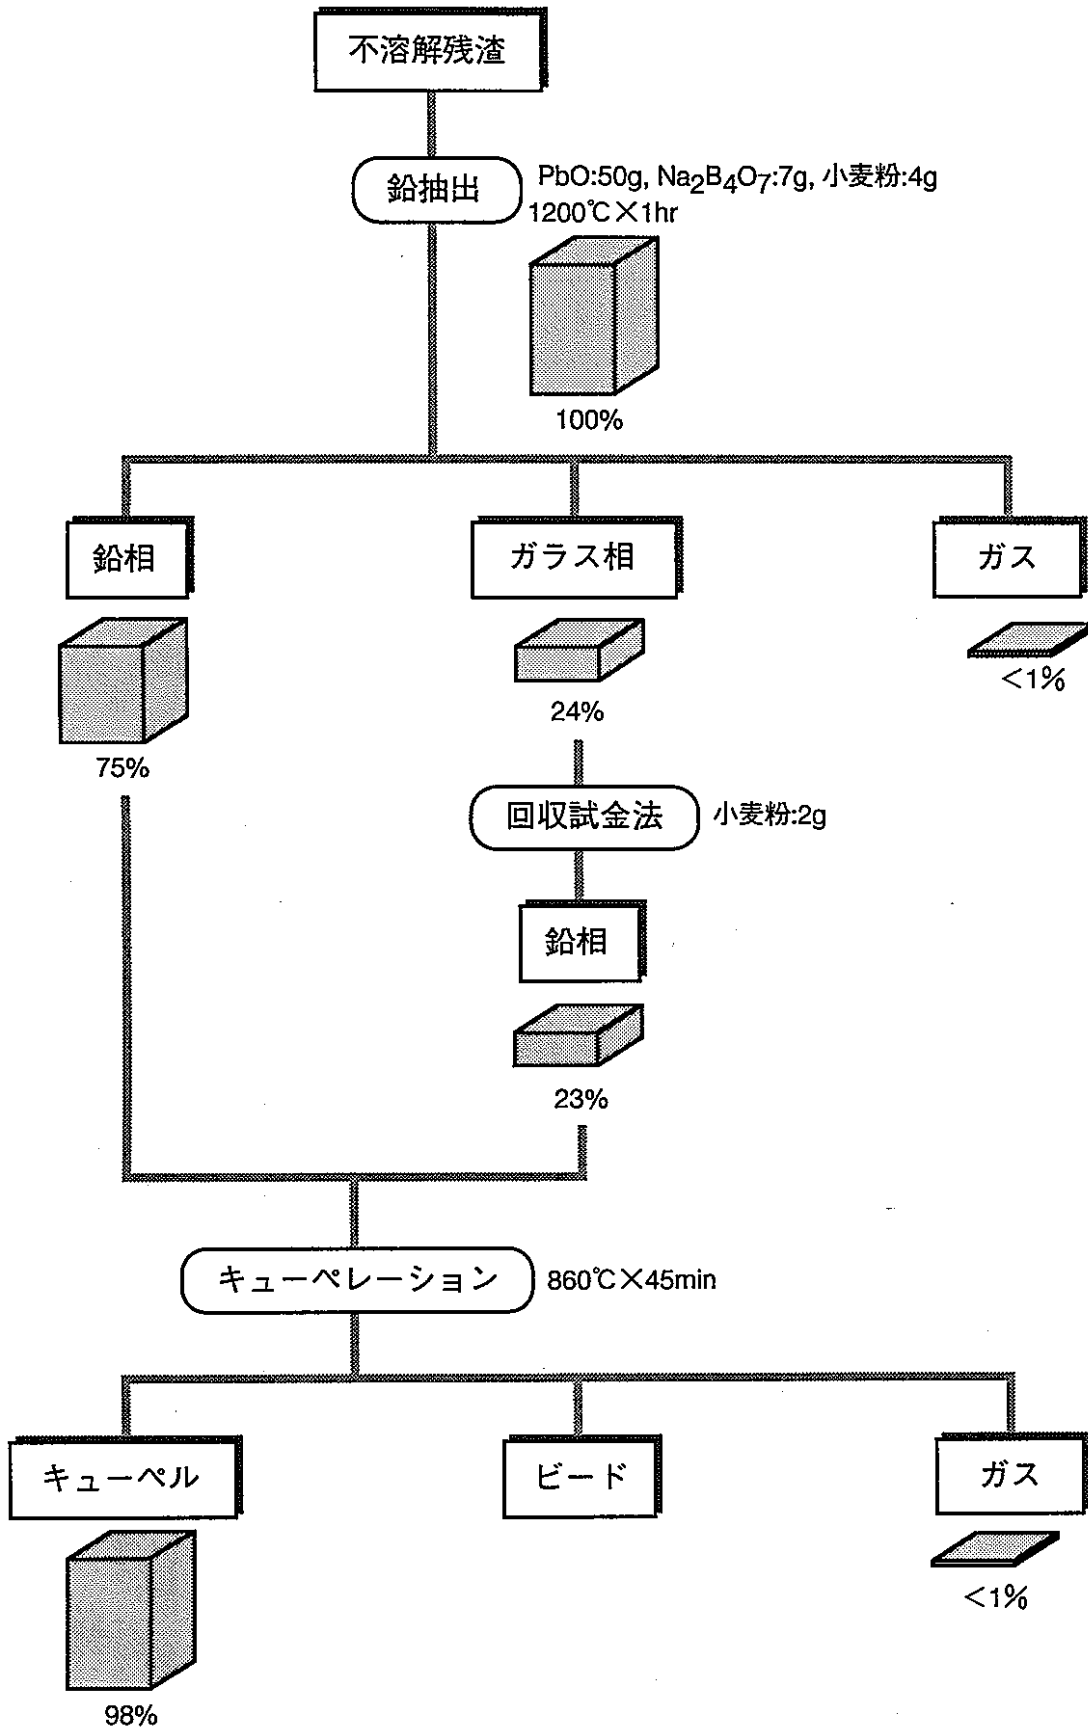 不溶解残渣
鉛抽出
PbO:50g, Na2B4O7:7g, 小麦粉:4g
1200℃×1hr
100%
鉛相
ガラス相
ガス
75%
24%
<1%
回収試金法
小麦粉:2g
鉛相
23%
キューペレーション
860℃×45min
キューペル
ビード
ガス
98%
<1%